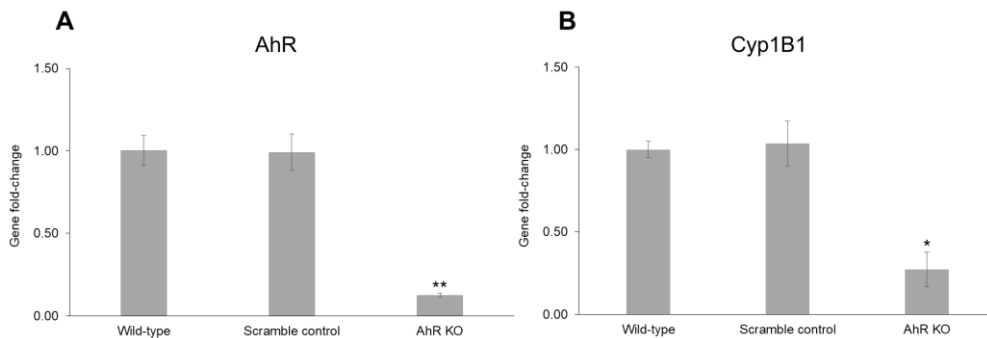 A
AhR
Gene fold-change
1.50
1.00
0.50
0.00
**
Wild-type
Scramble control
AhR KO
B
Cyp1B1
Gene fold-change
1.50
1.00
0.50
0.00
*
Wild-type
Scramble control
AhR KO